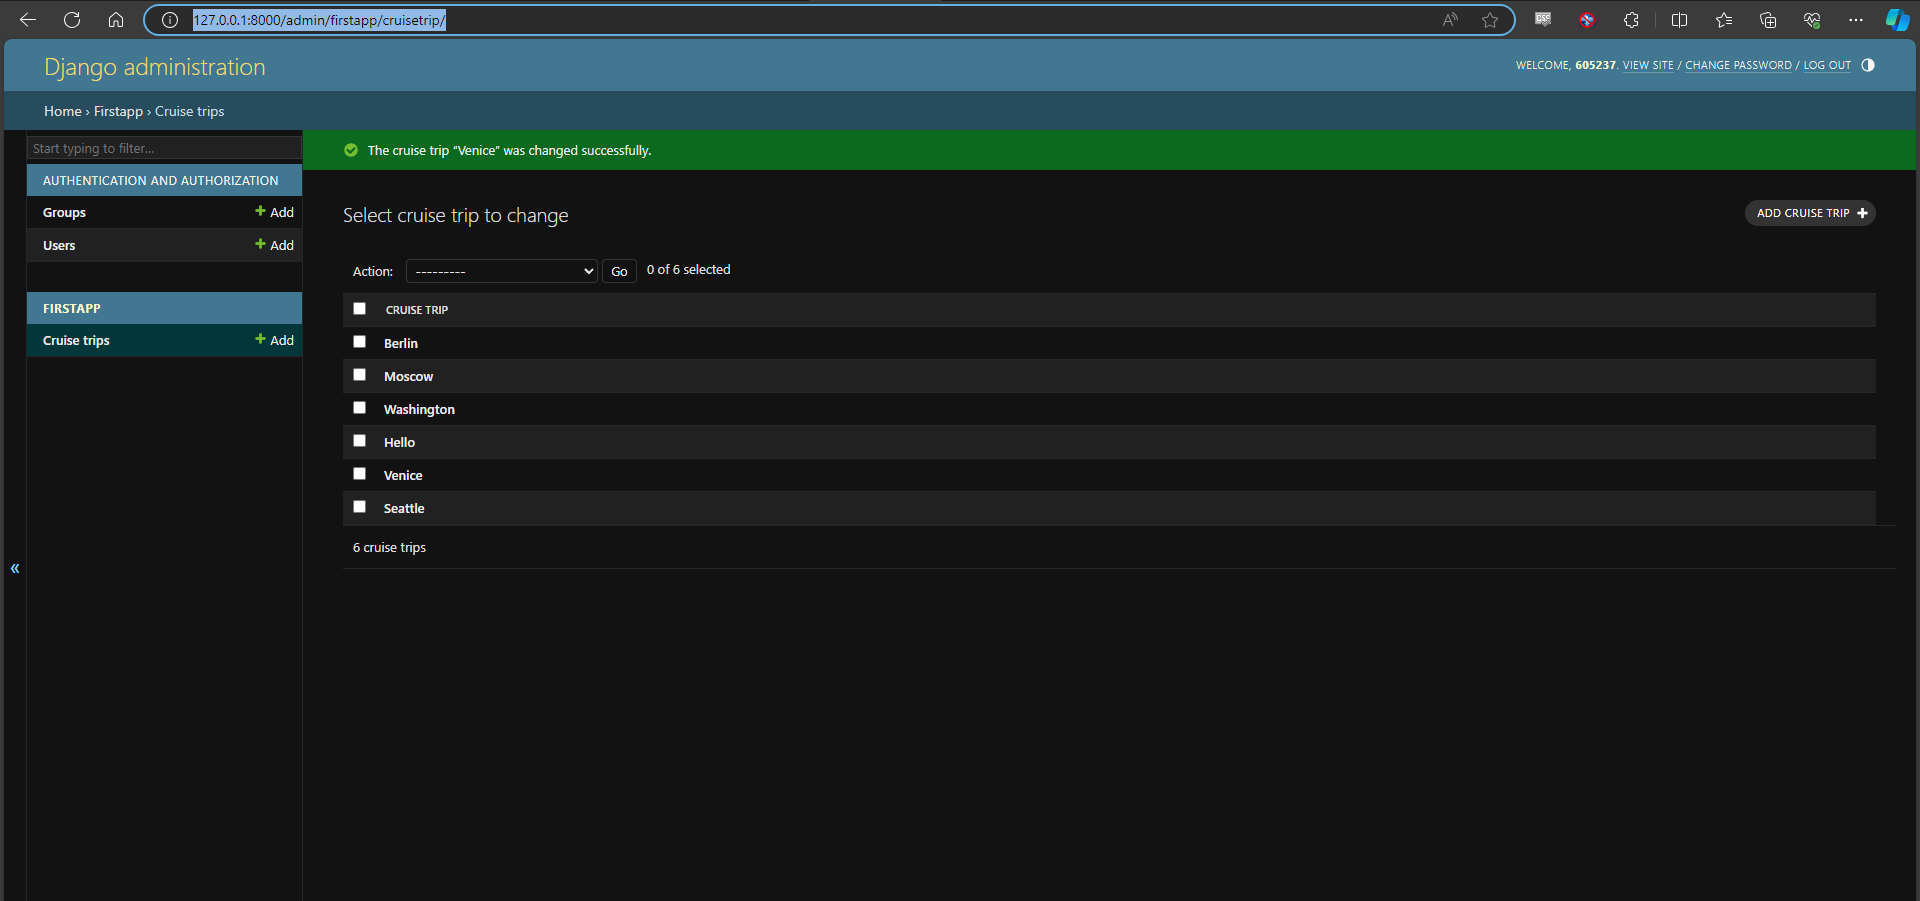 127.0.0.1:8000/admin/firstapp/cruisetrip/
Django administration
WELCOME, 605237. VIEW SITE / CHANGE PASSWORD / LOG OUT
Home › Firstapp › Cruise trips
Start typing to filter...
AUTHENTICATION AND AUTHORIZATION
Groups + Add
Users + Add
FIRSTAPP
Cruise trips + Add
«
The cruise trip “Venice” was changed successfully.
Select cruise trip to change
ADD CRUISE TRIP +
Action: --------- Go 0 of 6 selected
CRUISE TRIP
Berlin
Moscow
Washington
Hello
Venice
Seattle
6 cruise trips